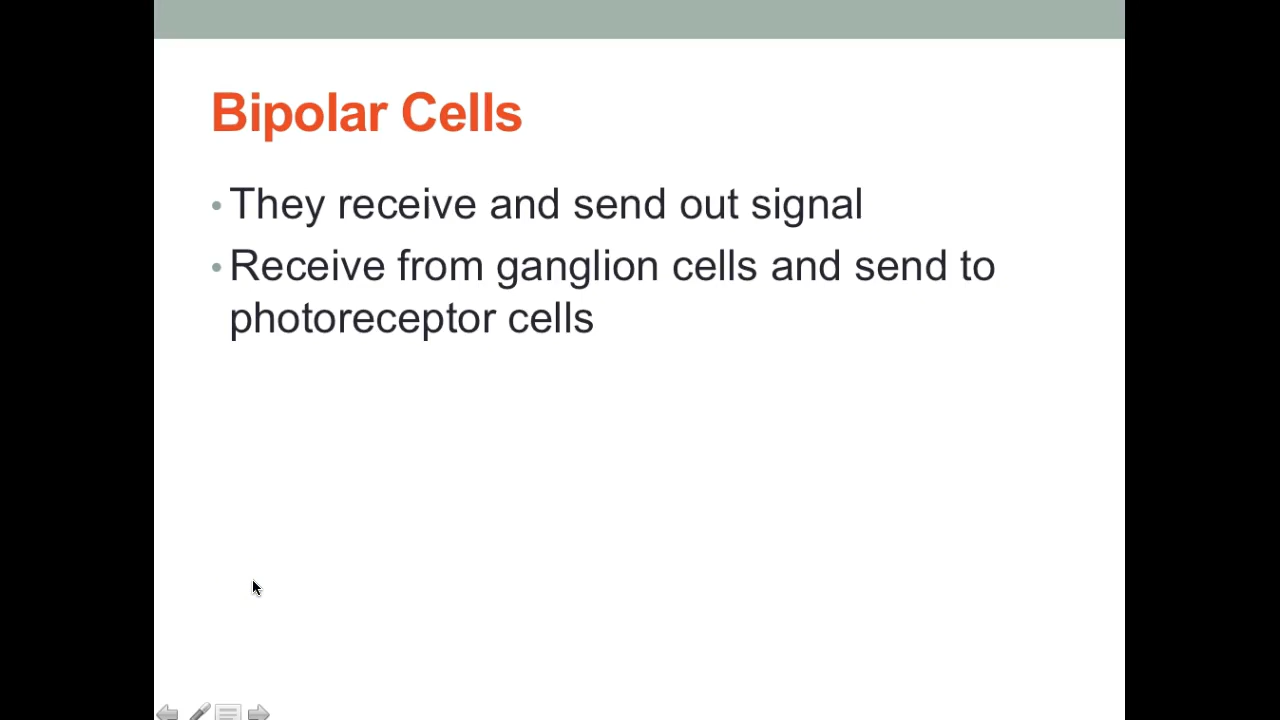 Bipolar Cells
• They receive and send out signal
• Receive from ganglion cells and send to
photoreceptor cells